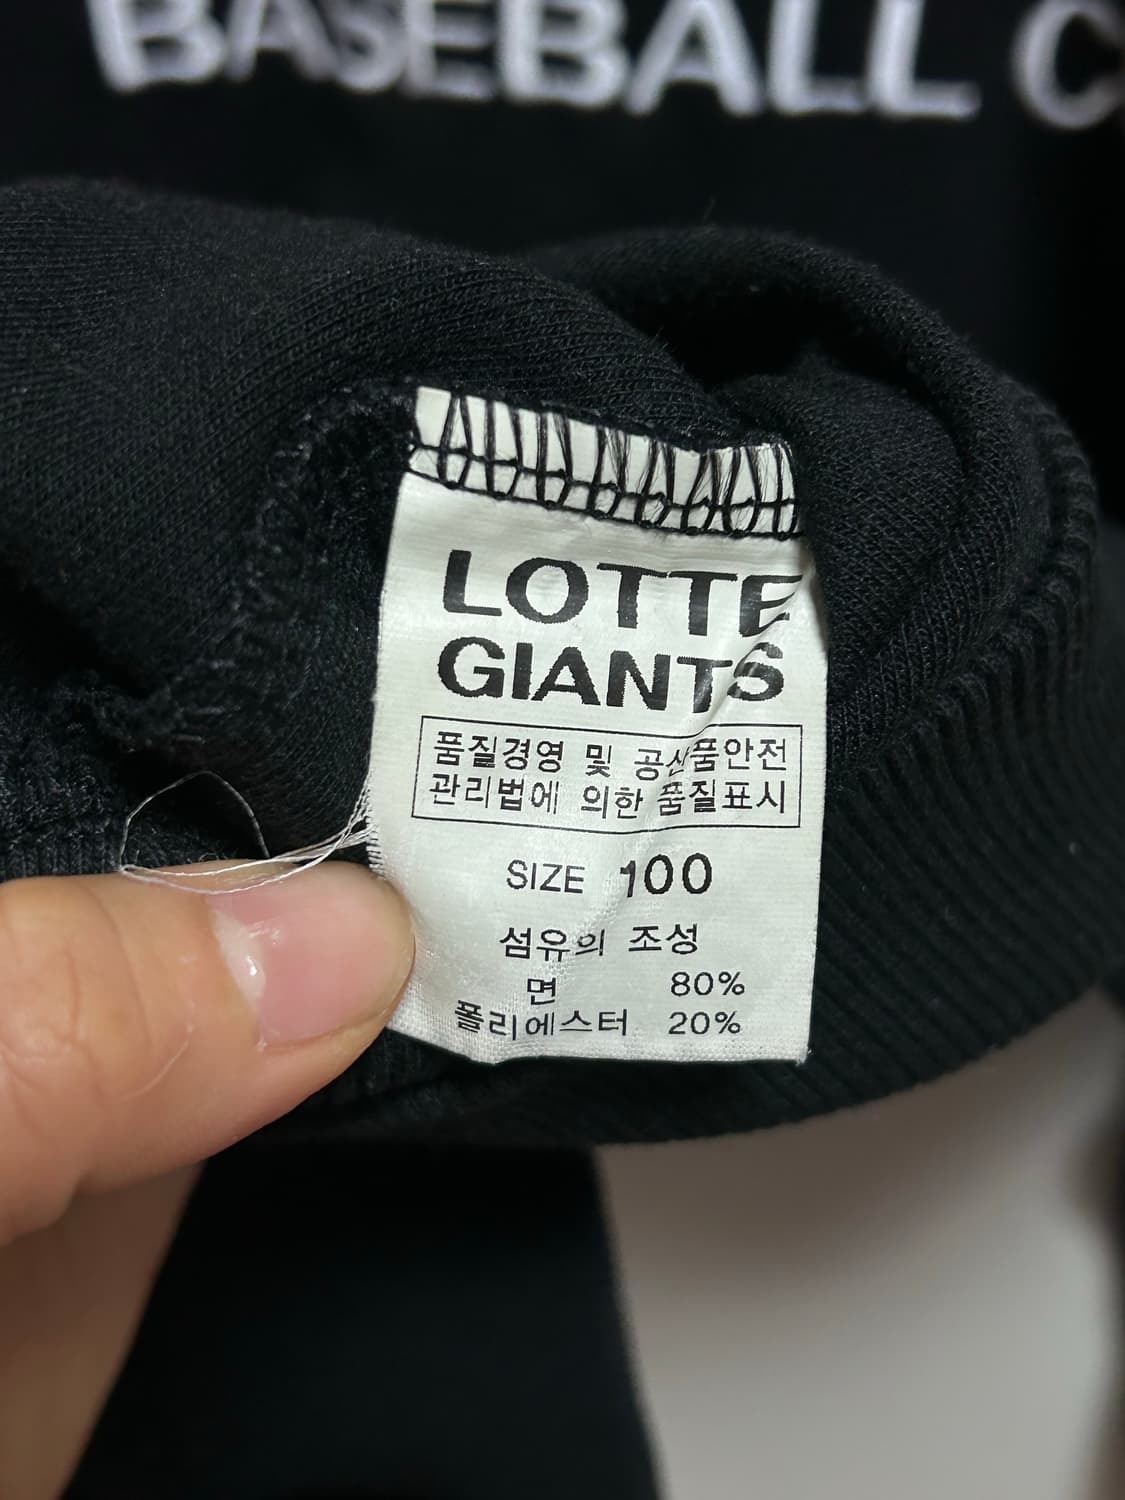 BASEBALL C
LOTTE
GIANTS
품질경영 및 공산품안전
관리법에 의한 품질표시
SIZE 100
섬유의 조성
면 80%
폴리에스터 20%